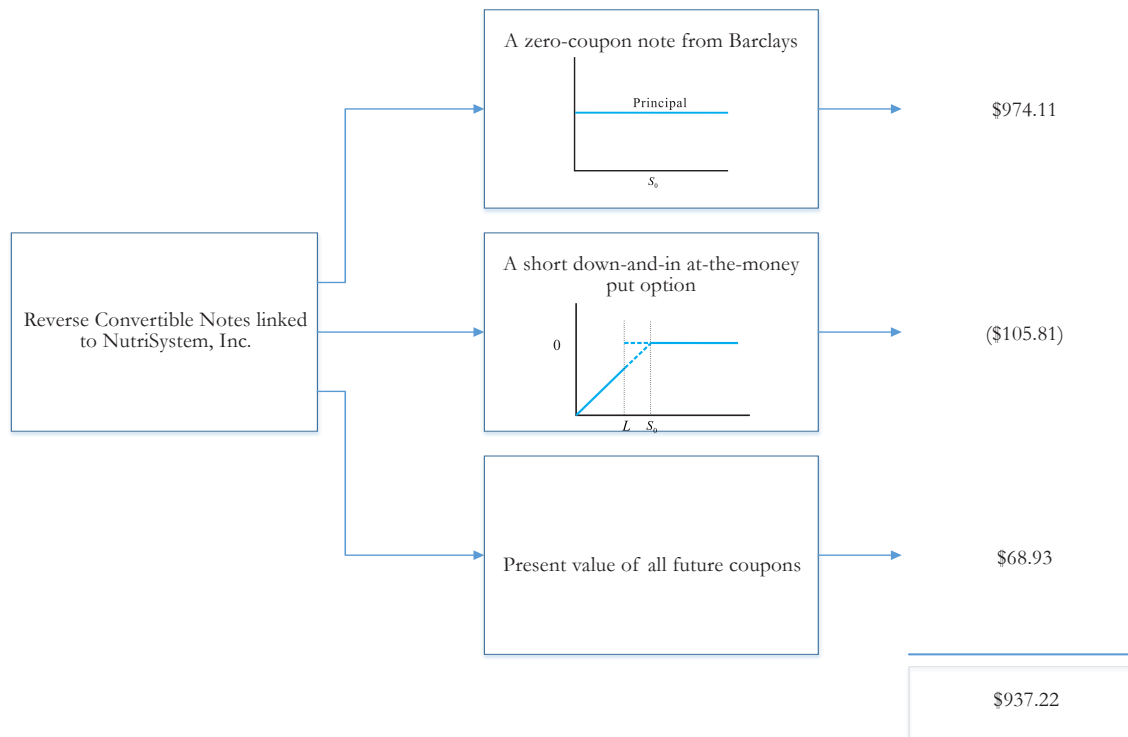 A zero-coupon note from Barclays
Principal
S₀
$974.11
Reverse Convertible Notes linked
to NutriSystem, Inc.
A short down-and-in at-the-money
put option
0
L S₀
($105.81)
Present value of all future coupons
$68.93
$937.22